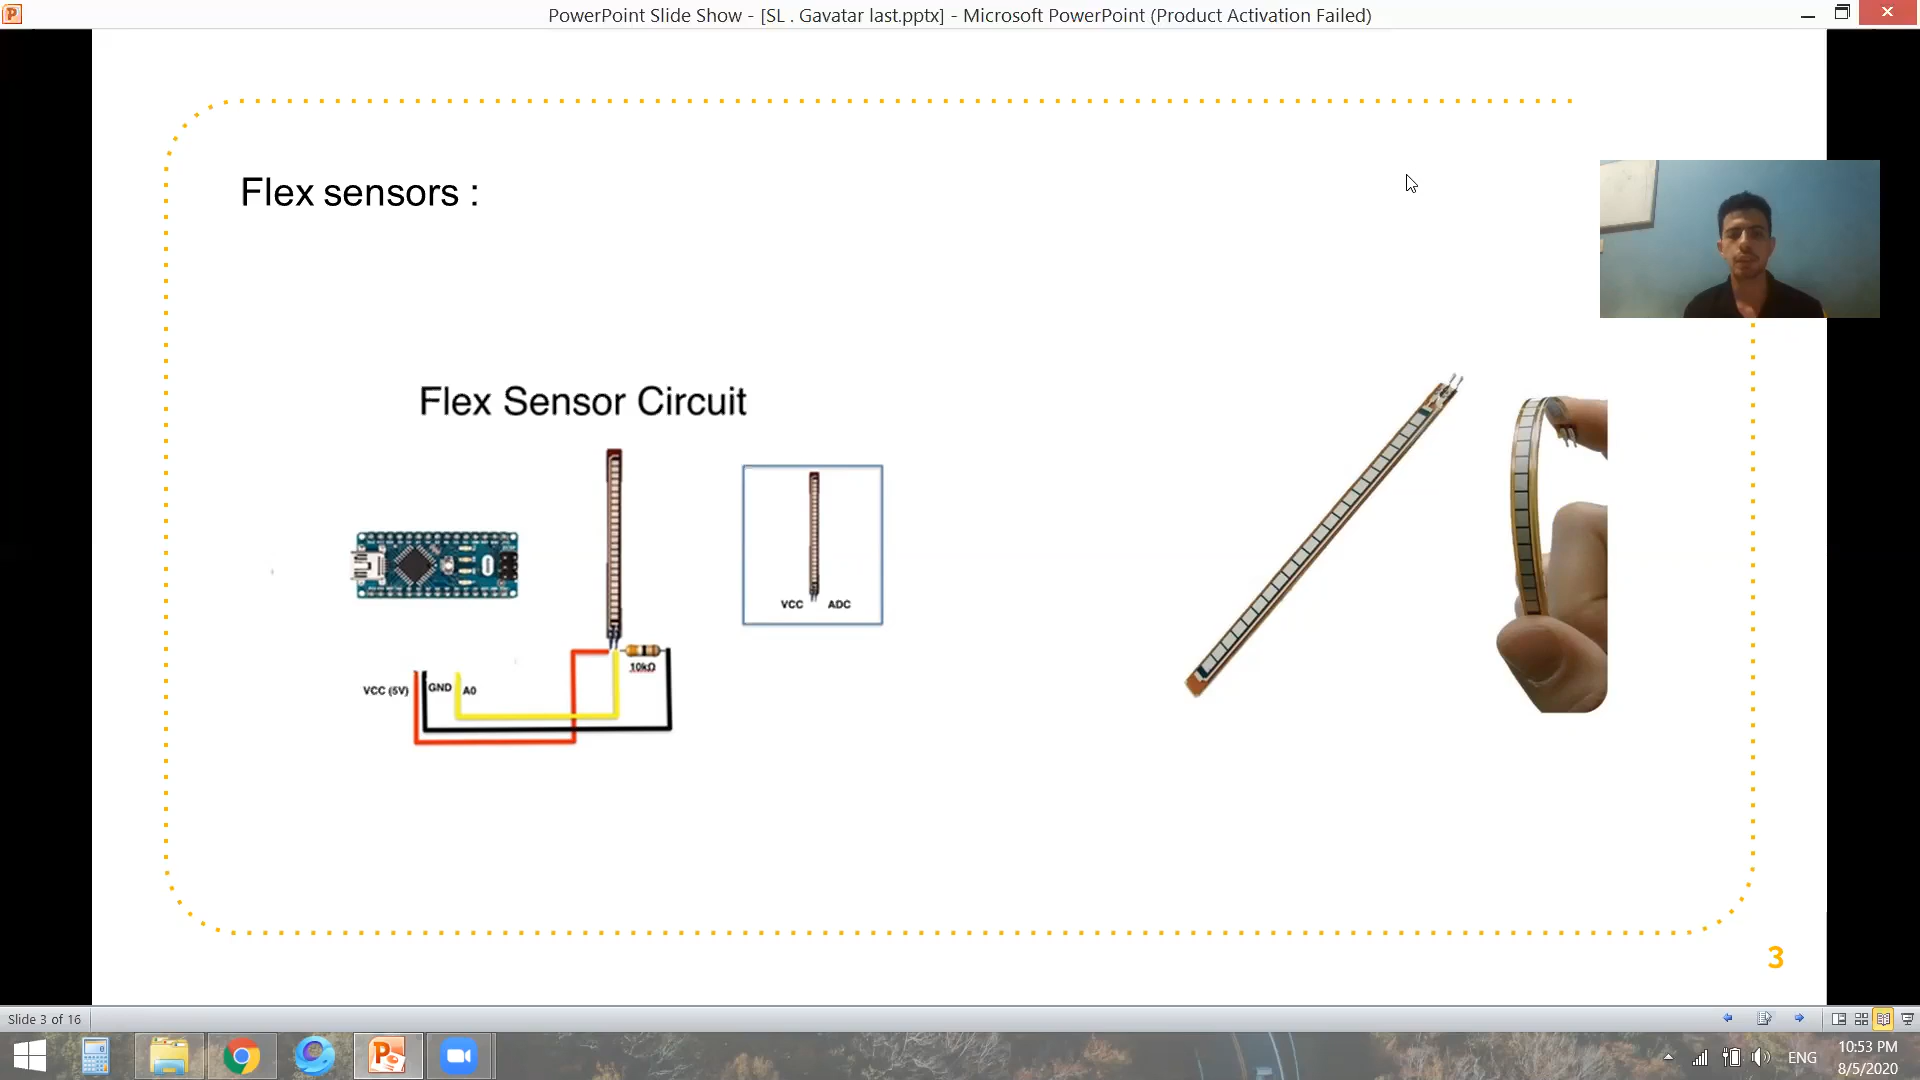 PowerPoint Slide Show - [SL . Gavatar last.pptx] - Microsoft PowerPoint (Product Activation Failed)
Flex sensors :
Flex Sensor Circuit
VCC ADC
10kΩ
VCC (5V) GND A0
3
Slide 3 of 16
ENG
10:53 PM
8/5/2020